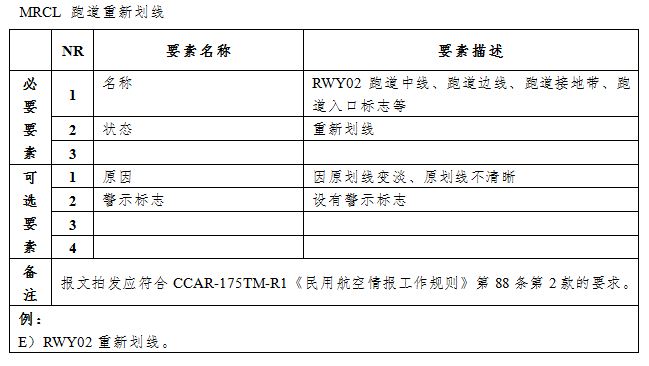 MRCL 跑道重新划线
NR 要素名称 要素描述
必要要素
1 名称 RWY02 跑道中线、跑道边线、跑道接地带、跑
道入口标志等
2 状态 重新划线
3
可选要素
1 原因 因原划线变淡、原划线不清晰
2 警示标志 设有警示标志
3
4
备注 报文拍发应符合 CCAR-175TM-R1《民用航空情报工作规则》第 88 条第 2 款的要求。
例：
E）RWY02 重新划线。